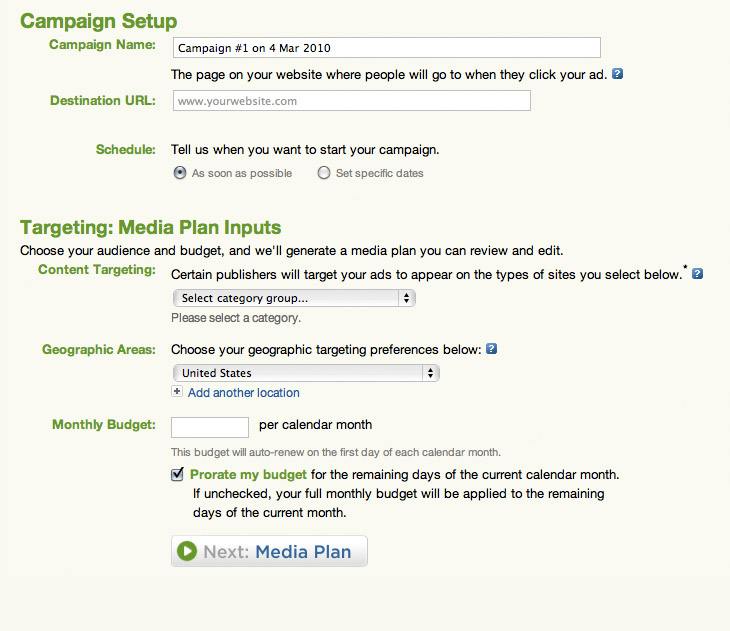 Campaign Setup
Campaign Name: Campaign #1 on 4 Mar 2010
The page on your website where people will go to when they click your ad. ?
Destination URL: www.yourwebsite.com
Schedule: Tell us when you want to start your campaign.
As soon as possible Set specific dates
Targeting: Media Plan Inputs
Choose your audience and budget, and we'll generate a media plan you can review and edit.
Content Targeting: Certain publishers will target your ads to appear on the types of sites you select below.* ?
Select category group...
Please select a category.
Geographic Areas: Choose your geographic targeting preferences below: ?
United States
+ Add another location
Monthly Budget: per calendar month
This budget will auto-renew on the first day of each calendar month.
Prorate my budget for the remaining days of the current calendar month.
If unchecked, your full monthly budget will be applied to the remaining
days of the current month.
Next: Media Plan